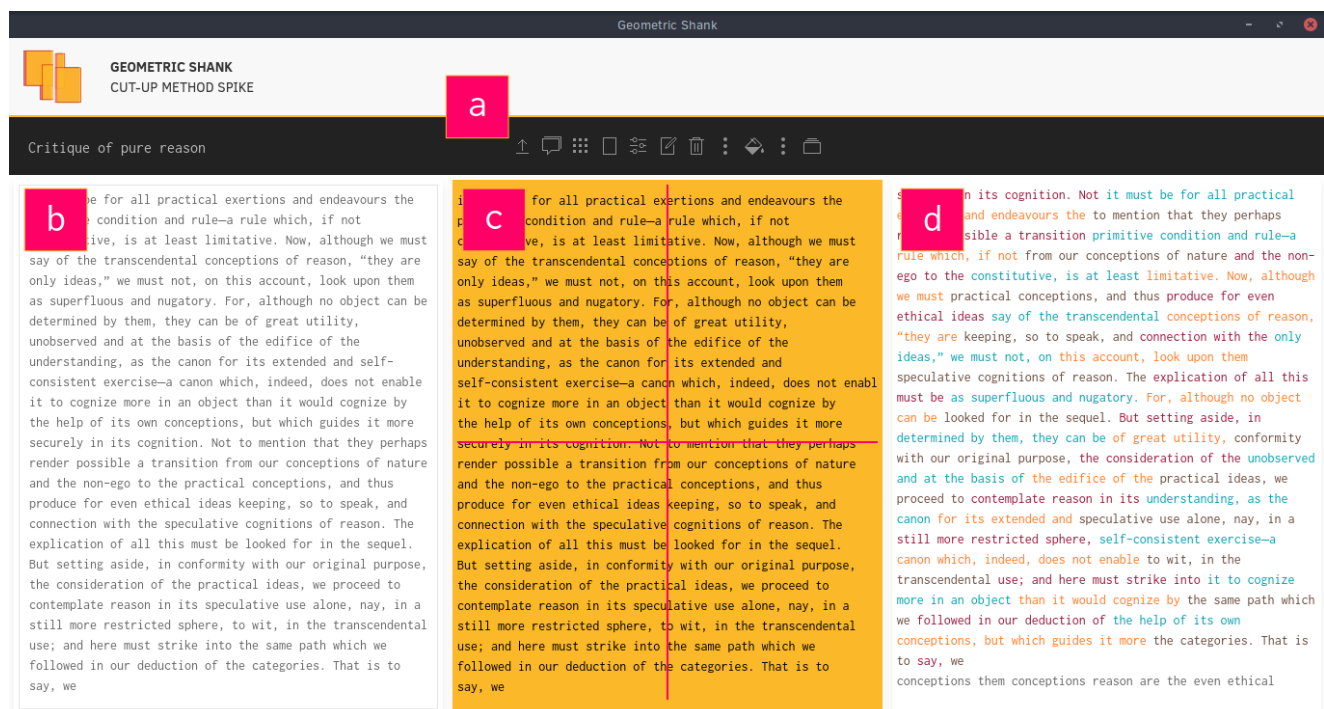 Geometric Shank
GEOMETRIC SHANK
CUT-UP METHOD SPIKE
a
Critique of pure reason
b
be for all practical exertions and endeavours the
condition and rule—a rule which, if not
is at least limitative. Now, although we must
say of the transcendental conceptions of reason, “they are
only ideas,” we must not, on this account, look upon them
as superfluous and nugatory. For, although no object can be
determined by them, they can be of great utility,
unobserved and at the basis of the edifice of the
understanding, as the canon for its extended and self-
consistent exercise—a canon which, indeed, does not enable
it to cognize more in an object than it would cognize by
the help of its own conceptions, but which guides it more
securely in its cognition. Not to mention that they perhaps
render possible a transition from our conceptions of nature
and the non-ego to the practical conceptions, and thus
produce for even ethical ideas keeping, so to speak, and
connection with the speculative cognitions of reason. The
explication of all this must be looked for in the sequel.
But setting aside, in conformity with our original purpose,
the consideration of the practical ideas, we proceed to
contemplate reason in its speculative use alone, nay, in a
still more restricted sphere, to wit, in the transcendental
use; and here must strike into the same path which we
followed in our deduction of the categories. That is to
say, we
c
for all practical exertions and endeavours the
condition and rule—a rule which, if not
is at least limitative. Now, although we must
say of the transcendental conceptions of reason, “they are
only ideas,” we must not, on this account, look upon them
as superfluous and nugatory. For, although no object can be
determined by them, they can be of great utility,
unobserved and at the basis of the edifice of the
understanding, as the canon for its extended and
self-consistent exercise—a canon which, indeed, does not enabl
it to cognize more in an object than it would cognize by
the help of its own conceptions, but which guides it more
securely in its cognition. Not to mention that they perhaps
render possible a transition from our conceptions of nature
and the non-ego to the practical conceptions, and thus
produce for even ethical ideas keeping, so to speak, and
connection with the speculative cognitions of reason. The
explication of all this must be looked for in the sequel.
But setting aside, in conformity with our original purpose,
the consideration of the practical ideas, we proceed to
contemplate reason in its speculative use alone, nay, in a
still more restricted sphere, to wit, in the transcendental
use; and here must strike into the same path which we
followed in our deduction of the categories. That is to
say, we
d
its cognition. Not it must be for all practical
and endeavours the to mention that they perhaps
a transition primitive condition and rule—a
rule which, if not from our conceptions of nature and the non-
ego to the constitutive, is at least limitative. Now, although
we must practical conceptions, and thus produce for even
ethical ideas say of the transcendental conceptions of reason,
“they are keeping, so to speak, and connection with the only
ideas,” we must not, on this account, look upon them
speculative cognitions of reason. The explication of all this
must be as superfluous and nugatory. For, although no object
can be looked for in the sequel. But setting aside, in
determined by them, they can be of great utility, conformity
with our original purpose, the consideration of the unobserved
and at the basis of the edifice of the practical ideas, we
proceed to contemplate reason in its understanding, as the
canon for its extended and speculative use alone, nay, in a
still more restricted sphere, self-consistent exercise—a
canon which, indeed, does not enable to wit, in the
transcendental use; and here must strike into it to cognize
more in an object than it would cognize by the same path which
we followed in our deduction of the help of its own
conceptions, but which guides it more the categories. That is
to say, we
conceptions them conceptions reason are the even ethical